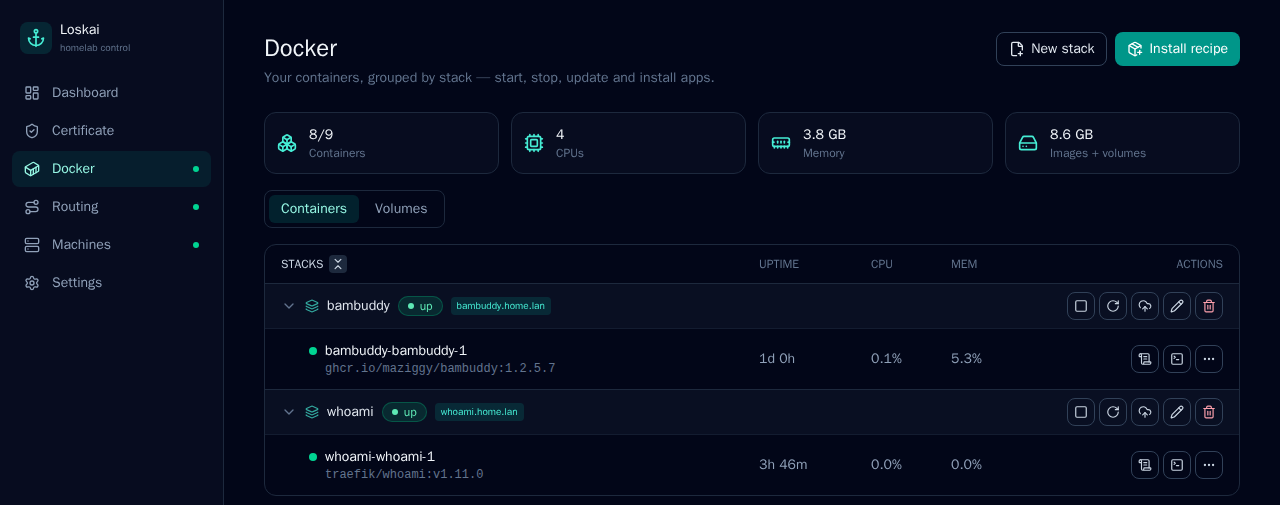 Loskai
homelab control
Dashboard
Certificate
Docker
Routing
Machines
Settings
Docker
Your containers, grouped by stack — start, stop, update and install apps.
New stack
Install recipe
8/9
Containers
4
CPUs
3.8 GB
Memory
8.6 GB
Images + volumes
Containers Volumes
STACKS UPTIME CPU MEM ACTIONS
bambuddy up bambuddy.home.lan
bambuddy-bambuddy-1
ghcr.io/maziggy/bambuddy:1.2.5.7
1d 0h 0.1% 5.3%
whoami up whoami.home.lan
whoami-whoami-1
traefik/whoami:v1.11.0
3h 46m 0.0% 0.0%